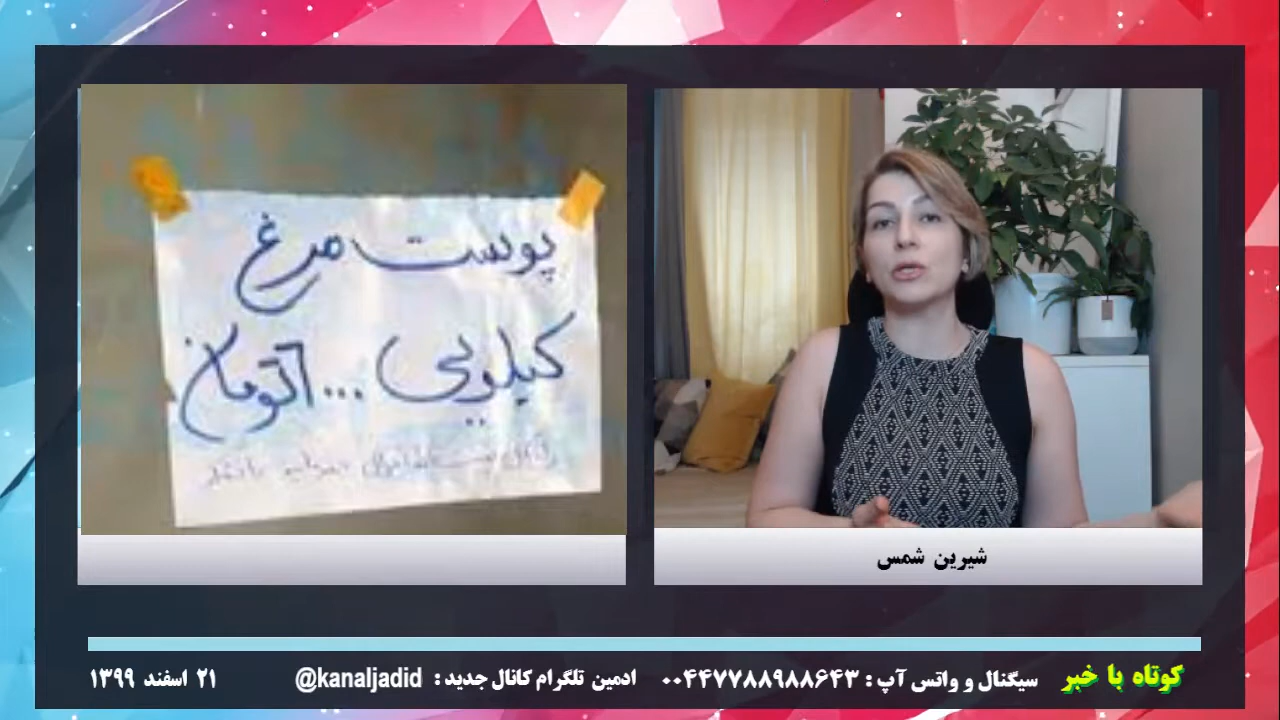 پوست مرغ
کیلویی ... تومان
شیرین شمس
کوتاه با خبر
سیگنال و واتس آپ : ۰۰۴۴۷۷۸۸۹۸۸۶۴۳
ادمین تلگرام کانال جدید : @kanaljadid
۲۱ اسفند ۱۳۹۹